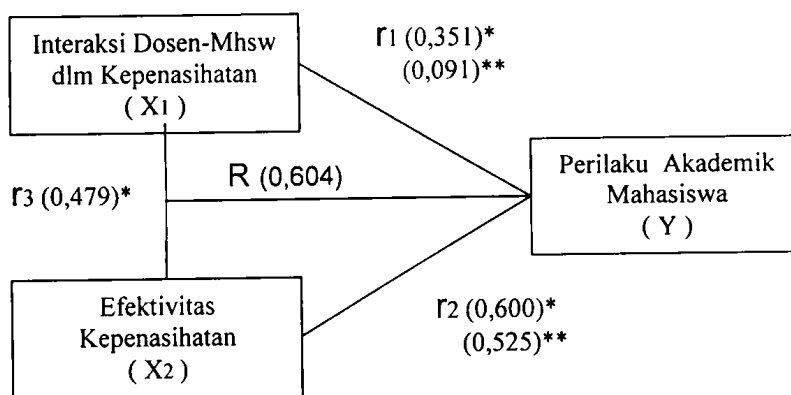 Interaksi Dosen-Mhsw
dlm Kepenasihatan
( X1 )
r1 (0,351)*
(0,091)**
r3 (0,479)*
R (0,604)
Perilaku Akademik
Mahasiswa
( Y )
Efektivitas
Kepenasihatan
( X2 )
r2 (0,600)*
(0,525)**